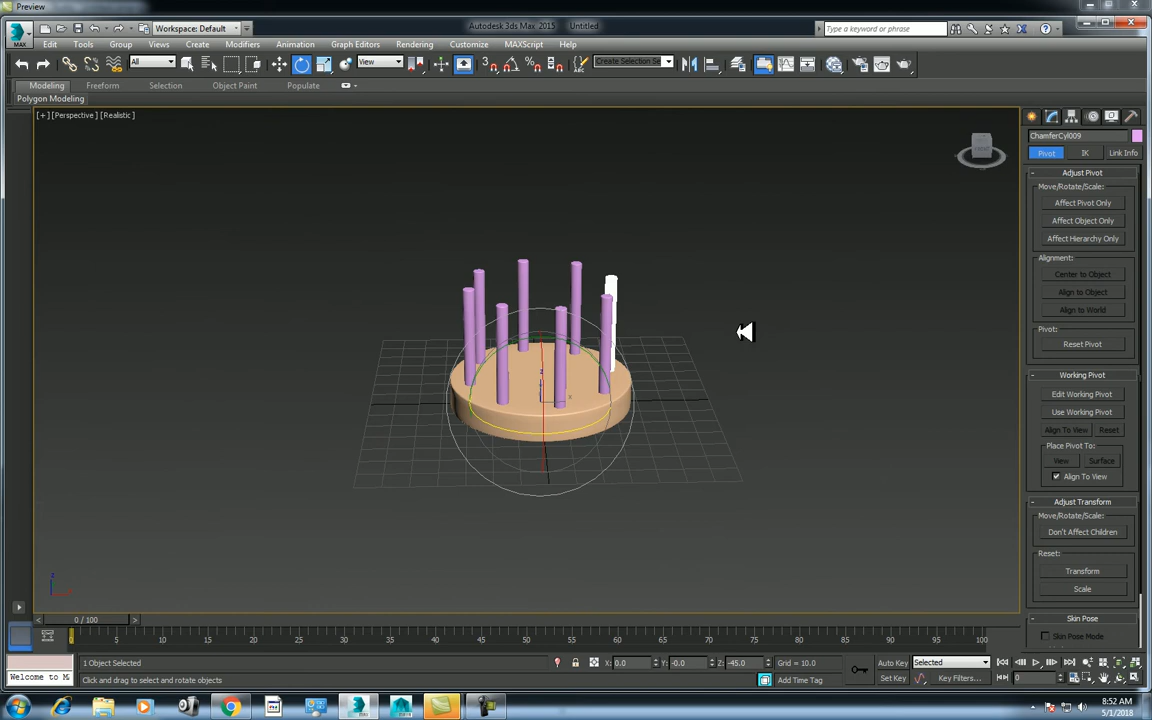 Preview
MAX
Workspace: Default
Autodesk 3ds Max 2015
Untitled
Type a keyword or phrase
Edit Tools Group Views Create Modifiers Animation Graph Editors Rendering Customize MAXScript Help
All View Create Selection Se
Modeling Freeform Selection Object Paint Populate
Polygon Modeling
[+] [Perspective] [Realistic]
ChamferCyl009
Pivot IK Link Info
- Adjust Pivot
Move/Rotate/Scale:
Affect Pivot Only
Affect Object Only
Affect Hierarchy Only
Alignment:
Center to Object
Align to Object
Align to World
Pivot:
Reset Pivot
- Working Pivot
Edit Working Pivot
Use Working Pivot
Align To View Reset
Place Pivot To:
View Surface
Align To View
- Adjust Transform
Move/Rotate/Scale:
Don't Affect Children
Reset:
Transform
Scale
- Skin Pose
Skin Pose Mode
z
x
z
< 0 / 100 >
0 5 10 15 20 25 30 35 40 45 50 55 60 65 70 75 80 85 90 95 100
1 Object Selected X: 0.0 Y: -0.0 Z: -45.0 Grid = 10.0 Auto Key Selected
Welcome to M Click and drag to select and rotate objects Add Time Tag Set Key Key Filters... 0
8:52 AM
5/1/2018